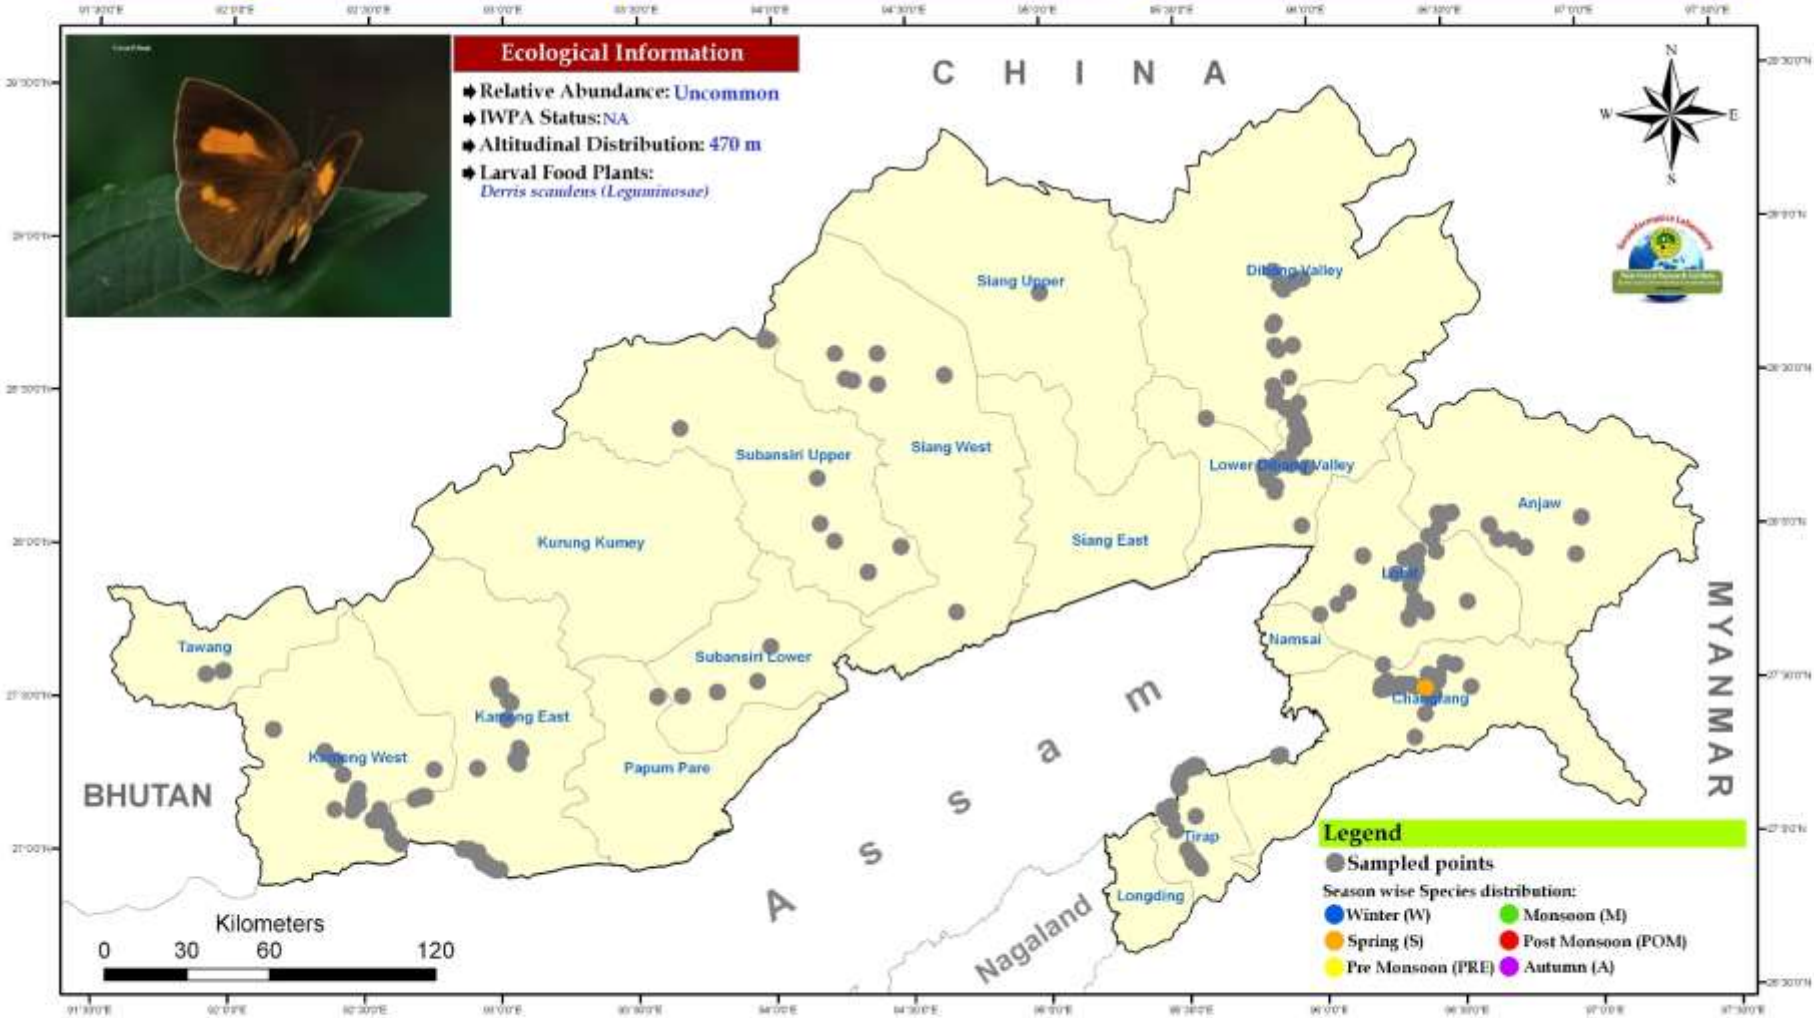 Ecological Information
Relative Abundance: Uncommon
IWPA Status: NA
Altitudinal Distribution: 470 m
Larval Food Plants:
Derris scandens (Leguminosae)
C H I N A
N
W E
S
Geoinformatics Laboratory
Dibang Valley
Siang Upper
Subansiri Upper
Siang West
Lower Dibang Valley
Anjaw
Kurung Kumey
Siang East
Lohit
Namsai
Tawang
Subansiri Lower
Changlang
Kameng East
Kameng West
Papum Pare
BHUTAN
MYANMAR
Assam
Tirap
Longding
Nagaland
Kilometers
0 30 60 120
Legend
Sampled points
Season wise Species distribution:
Winter (W) Monsoon (M)
Spring (S) Post Monsoon (POM)
Pre Monsoon (PRE) Autumn (A)